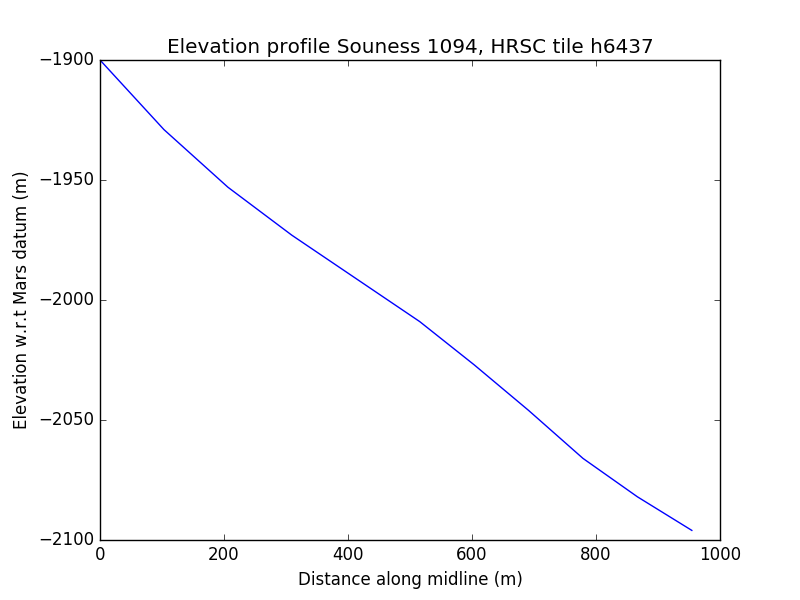 Elevation profile Souness 1094, HRSC tile h6437
−1900
−1950
−2000
−2050
−2100
Elevation w.r.t Mars datum (m)
0 200 400 600 800 1000
Distance along midline (m)